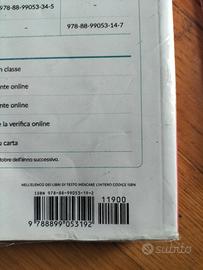 978-88-99053-34-5
–
–
978-88-99053-14-7
n classe
nte online
nte online
e la verifica online
u carta
tobre dell'anno successivo.
NELL'ELENCO DEI LIBRI DI TESTO INDICARE L'INTERO CODICE ISBN
ISBN 978-88-99053-19-2
11900
9 788899 053192
subito